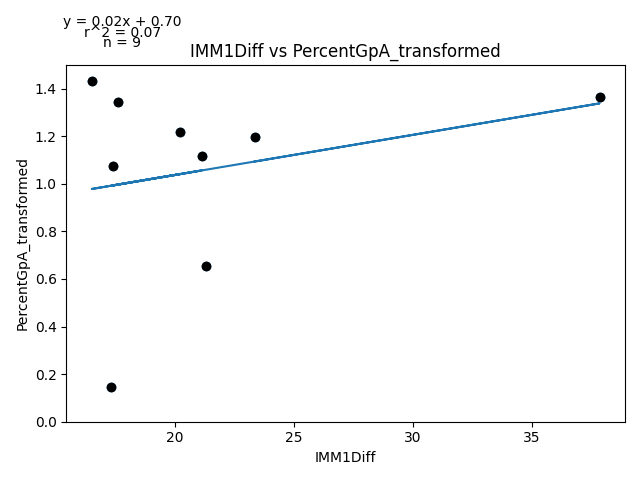 y = 0.02x + 0.70
r^2 = 0.07
n = 9
IMM1Diff vs PercentGpA_transformed
1.4
1.2
1.0
0.8
0.6
0.4
0.2
0.0
PercentGpA_transformed
20 25 30 35
IMM1Diff